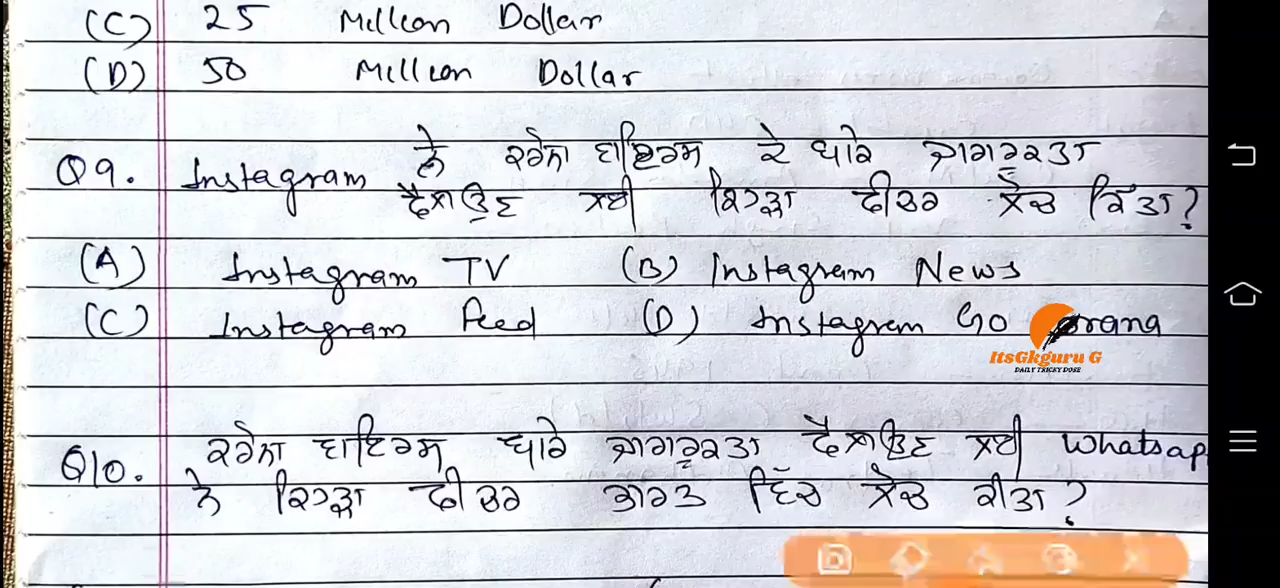 (C) 25 Million Dollar
(D) 50 Million Dollar
Q9. Instagram ਨੇ ਕਰੋਨਾ ਵਾਇਰਸ ਦੇ ਬਾਰੇ ਜਾਗਰੂਕਤਾ
ਫੈਲਾਉਣ ਲਈ ਕਿਹੜਾ ਫੀਚਰ ਲੌਂਚ ਕਿੱਤਾ?
(A) Instagram TV (B) Instagram News
(C) Instagram Feed (D) Instagram Go
ItsGkguru G
DAILY TRICKY DOSE
Q10. ਕਰੋਨਾ ਵਾਇਰਸ ਬਾਰੇ ਜਾਗਰੂਕਤਾ ਫੈਲਾਉਣ ਲਈ Whatsap
ਨੇ ਕਿਹੜਾ ਫੀਚਰ ਭਾਰਤ ਵਿੱਚ ਲੌਂਚ ਕੀਤਾ?